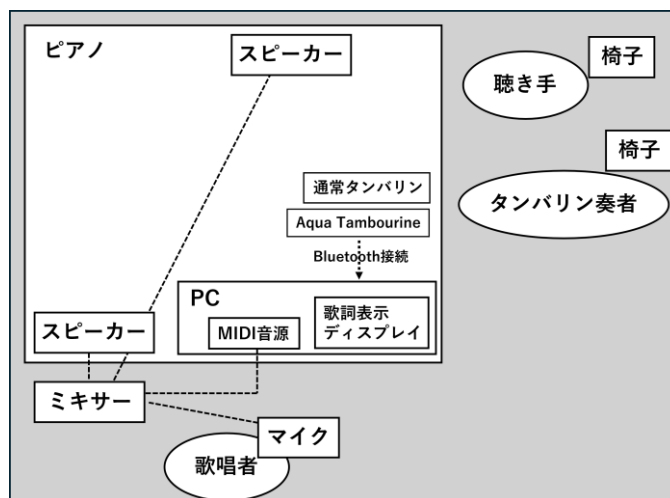 ピアノ
スピーカー
椅子
聴き手
椅子
通常タンバリン
タンバリン奏者
Aqua Tambourine
Bluetooth接続
PC
歌詞表示
ディスプレイ
スピーカー
MIDI音源
ミキサー
マイク
歌唱者